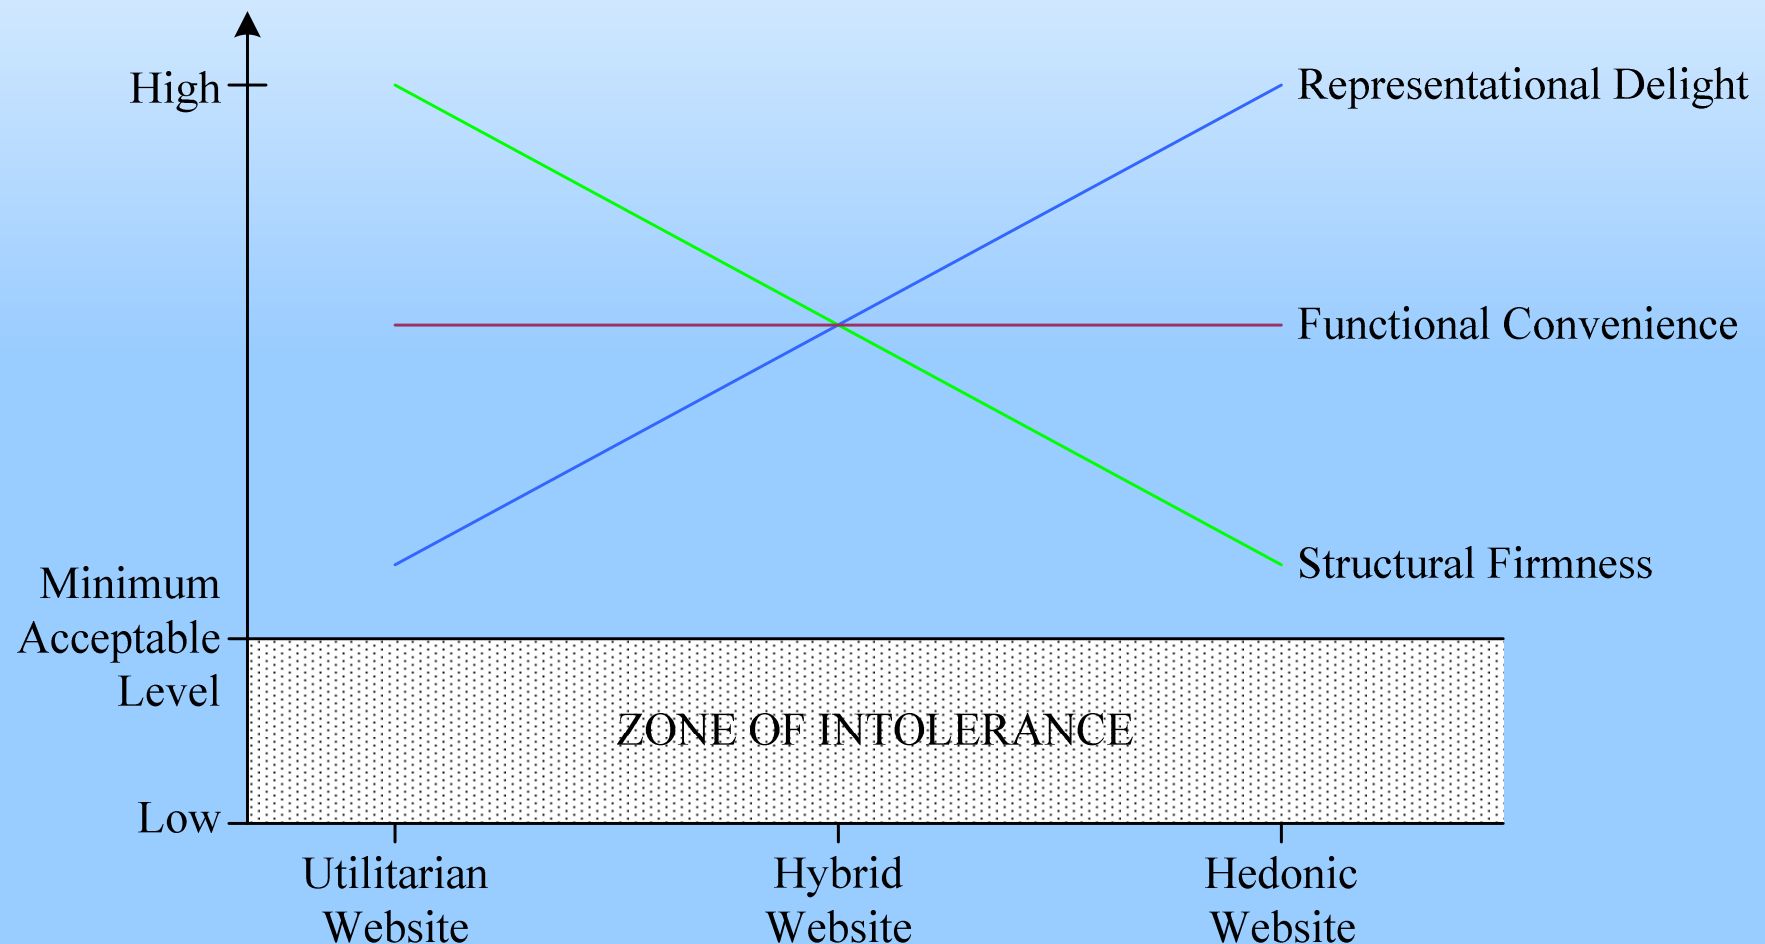 High
Representational Delight
Functional Convenience
Structural Firmness
Minimum
Acceptable
Level
ZONE OF INTOLERANCE
Low
Utilitarian
Website
Hybrid
Website
Hedonic
Website